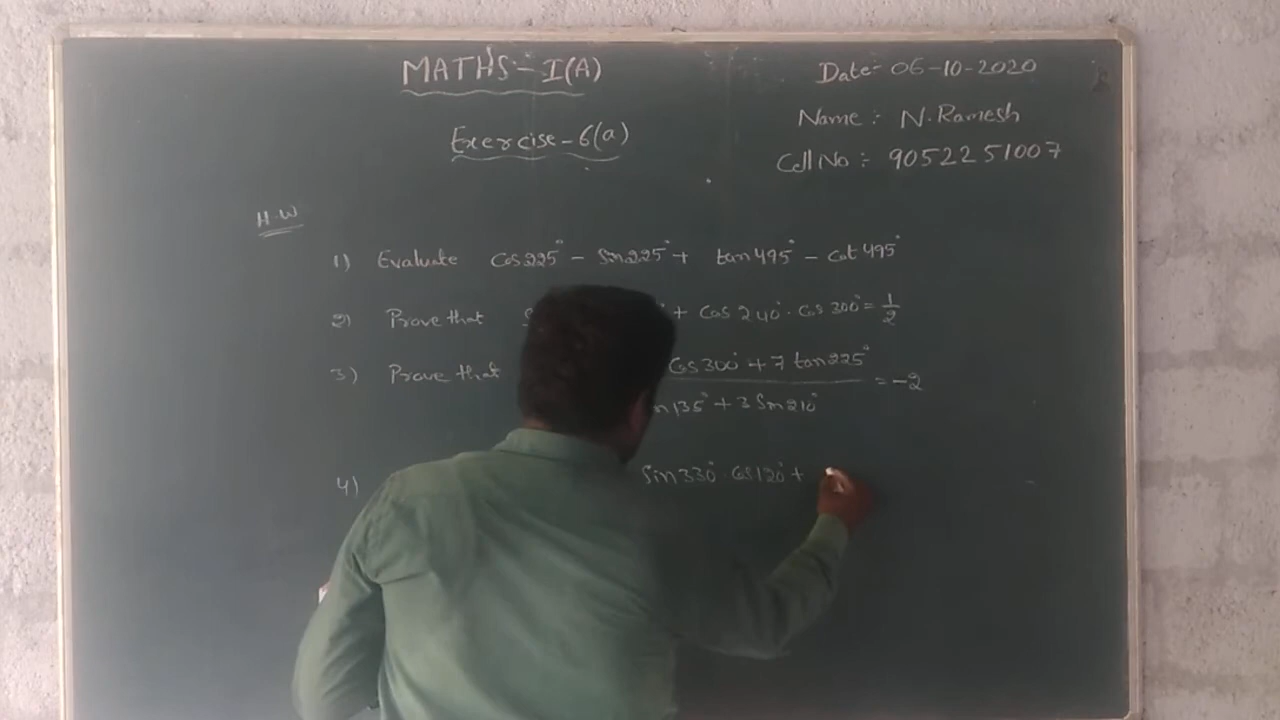 MATHS:- I(A)
Date:- 06-10-2020
Name :- N. Ramesh
Exercise-6(a)
Cell No :- 9052251007
H.W
1) Evaluate Cos225° - Sin225° + tan495° - Cot495°
2) Prove that + Cos240°. Cos300° = 1/2
3) Prove that Cos300° + 7 tan225°
= -2
n135° + 3 Sin210°
4) Sin330°. Cos120° +